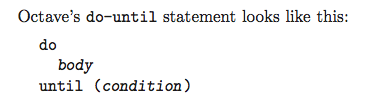 Octave's do-until statement looks like this:
do
body
until (condition)